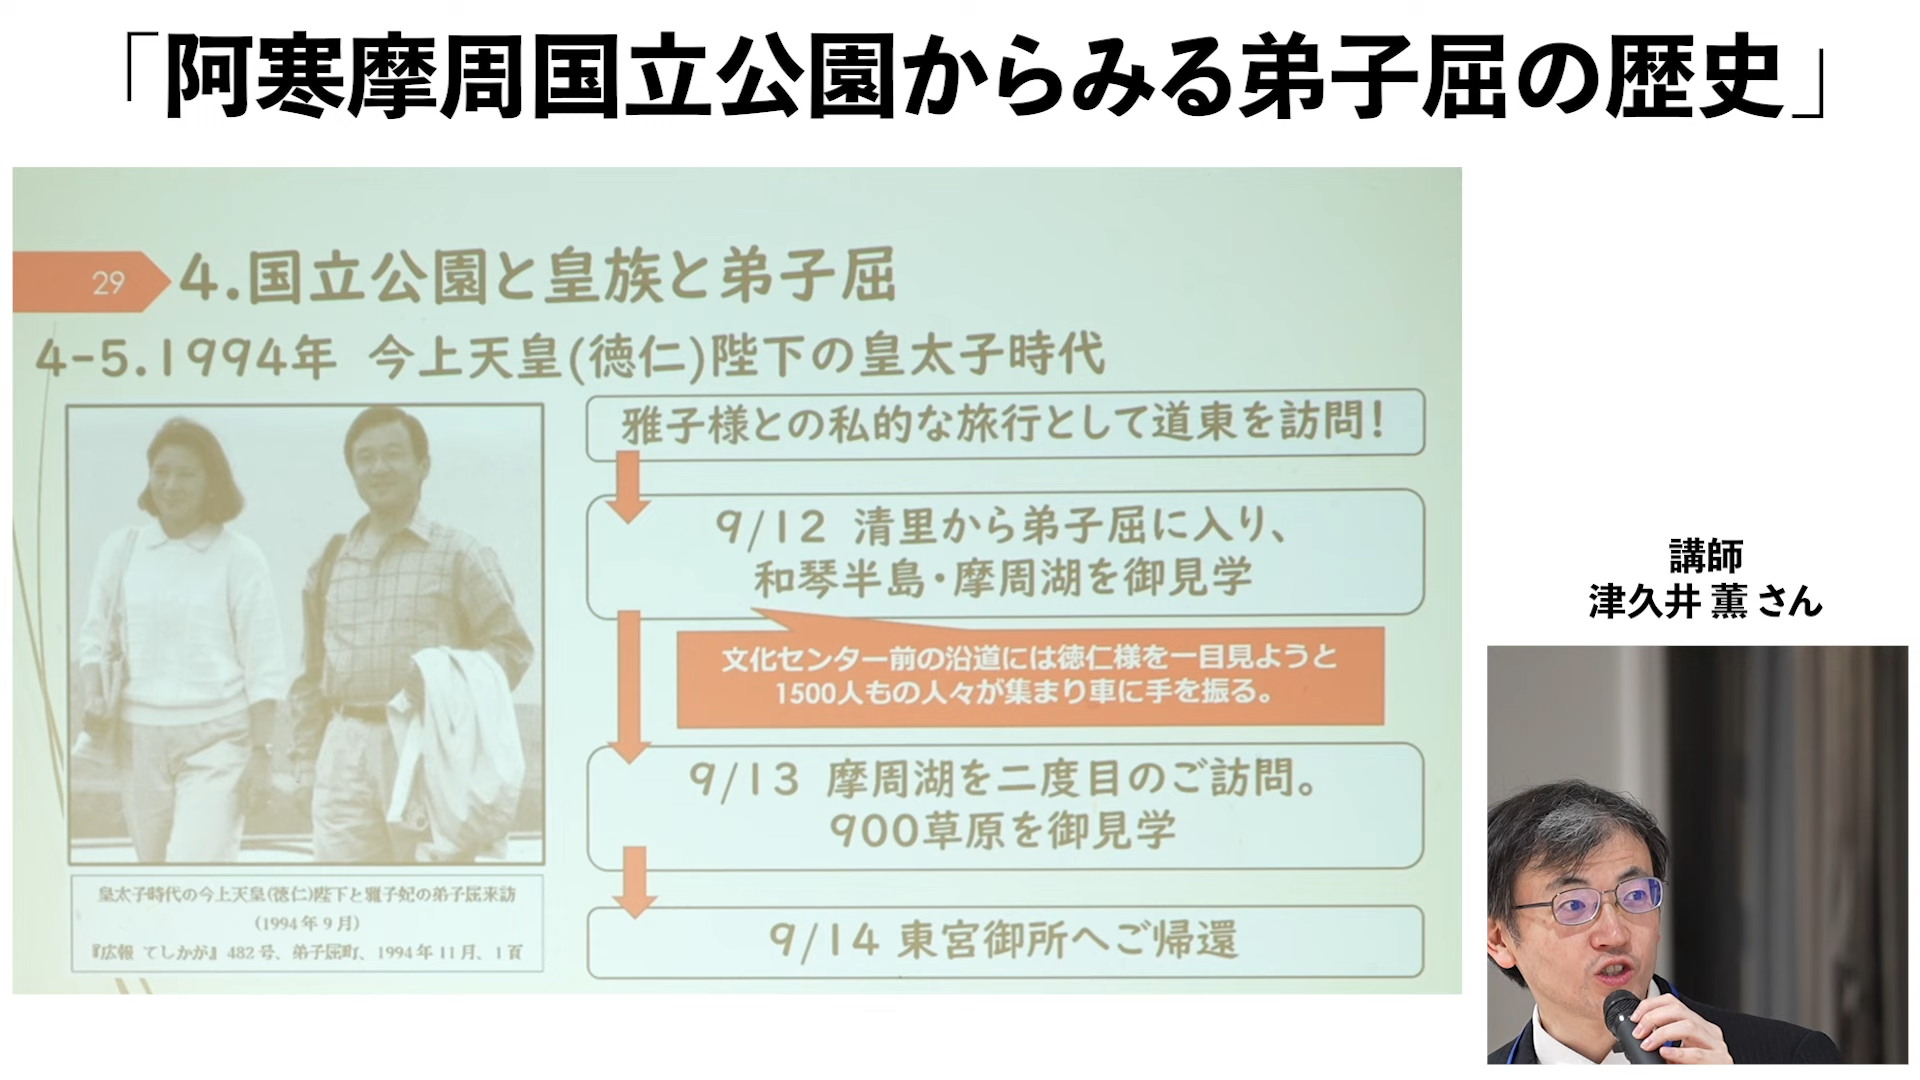 「阿寒摩周国立公園からみる弟子屈の歴史」
29
4.国立公園と皇族と弟子屈
4-5.1994年 今上天皇(徳仁)陛下の皇太子時代
雅子様との私的な旅行として道東を訪問!
9/12 清里から弟子屈に入り、
和琴半島・摩周湖を御見学
文化センター前の沿道には徳仁様を一目見ようと
1500人もの人々が集まり車に手を振る。
9/13 摩周湖を二度目のご訪問。
900草原を御見学
9/14 東宮御所へご帰還
皇太子時代の今上天皇(徳仁)陛下と雅子妃の弟子屈来訪
(1994年9月)
『広報 てしかが』482号、弟子屈町、1994年11月、1頁
講師
津久井 薫 さん